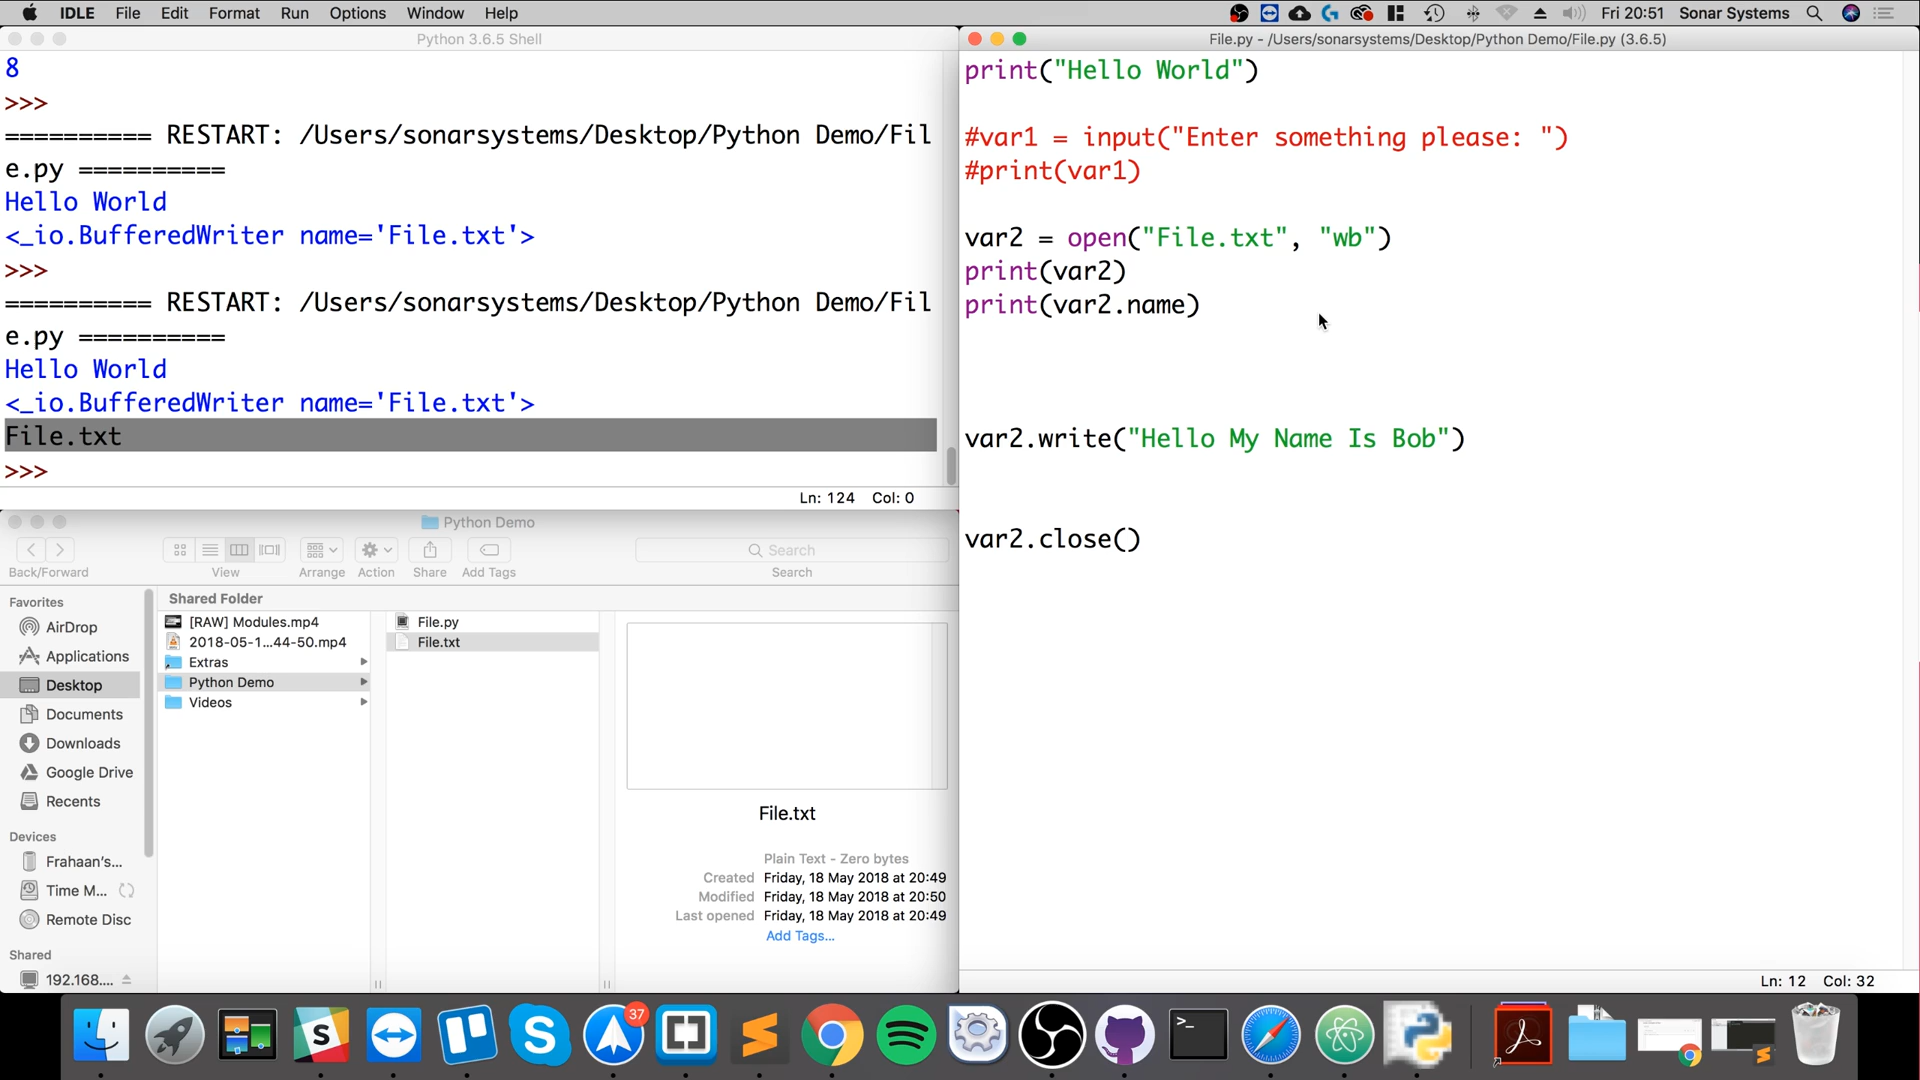 IDLE File Edit Format Run Options Window Help
Fri 20:51 Sonar Systems
Python 3.6.5 Shell
8
>>>
========== RESTART: /Users/sonarsystems/Desktop/Python Demo/Fil
e.py ==========
Hello World
<_io.BufferedWriter name='File.txt'>
>>>
========== RESTART: /Users/sonarsystems/Desktop/Python Demo/Fil
e.py ==========
Hello World
<_io.BufferedWriter name='File.txt'>
File.txt
>>>
Ln: 124 Col: 0
File.py - /Users/sonarsystems/Desktop/Python Demo/File.py (3.6.5)
print("Hello World")
#var1 = input("Enter something please: ")
#print(var1)
var2 = open("File.txt", "wb")
print(var2)
print(var2.name)
var2.write("Hello My Name Is Bob")
var2.close()
Ln: 12 Col: 32
Python Demo
Search
Back/Forward View Arrange Action Share Add Tags Search
Favorites
AirDrop
Applications
Desktop
Documents
Downloads
Google Drive
Recents
Devices
Frahaan's...
Time M...
Remote Disc
Shared
192.168....
Shared Folder
[RAW] Modules.mp4
2018-05-1...44-50.mp4
Extras
Python Demo
Videos
File.py
File.txt
File.txt
Plain Text - Zero bytes
Created Friday, 18 May 2018 at 20:49
Modified Friday, 18 May 2018 at 20:50
Last opened Friday, 18 May 2018 at 20:49
Add Tags...
37